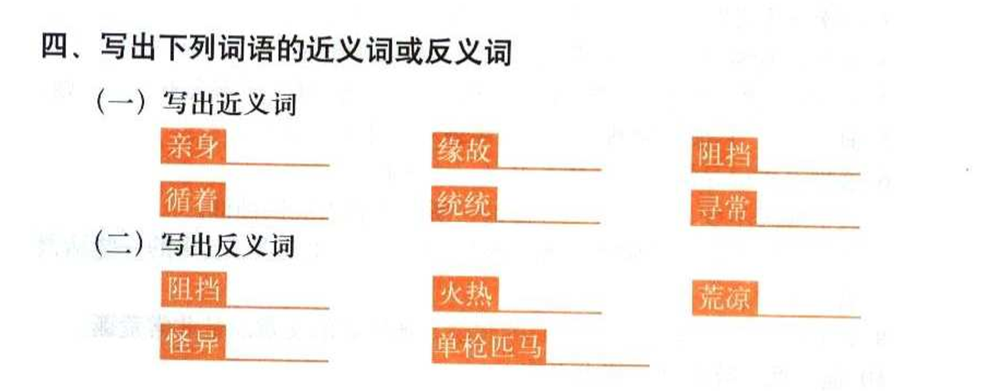 四、写出下列词语的近义词或反义词
（一）写出近义词
亲身 缘故 阻挡
循着 统统 寻常
（二）写出反义词
阻挡 火热 荒凉
怪异 单枪匹马